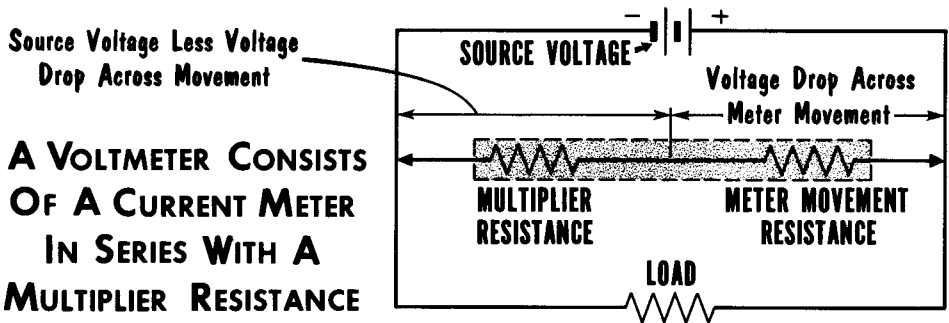 Source Voltage Less Voltage
Drop Across Movement
A VOLTMETER CONSISTS
OF A CURRENT METER
IN SERIES WITH A
MULTIPLIER RESISTANCE
− +
SOURCE VOLTAGE
Voltage Drop Across
Meter Movement
MULTIPLIER
RESISTANCE
METER MOVEMENT
RESISTANCE
LOAD